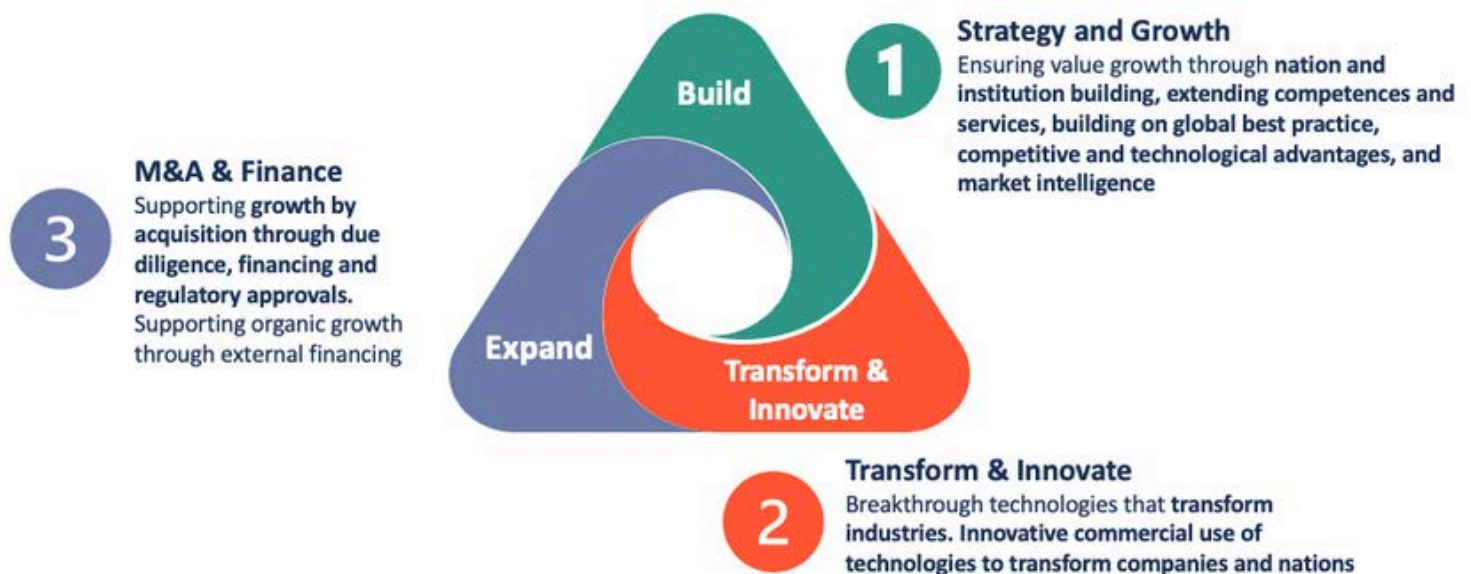 Build
1
Strategy and Growth
Ensuring value growth through nation and
institution building, extending competences and
services, building on global best practice,
competitive and technological advantages, and
market intelligence
3
M&A & Finance
Supporting growth by
acquisition through due
diligence, financing and
regulatory approvals.
Supporting organic growth
through external financing
Expand
Transform &
Innovate
2
Transform & Innovate
Breakthrough technologies that transform
industries. Innovative commercial use of
technologies to transform companies and nations